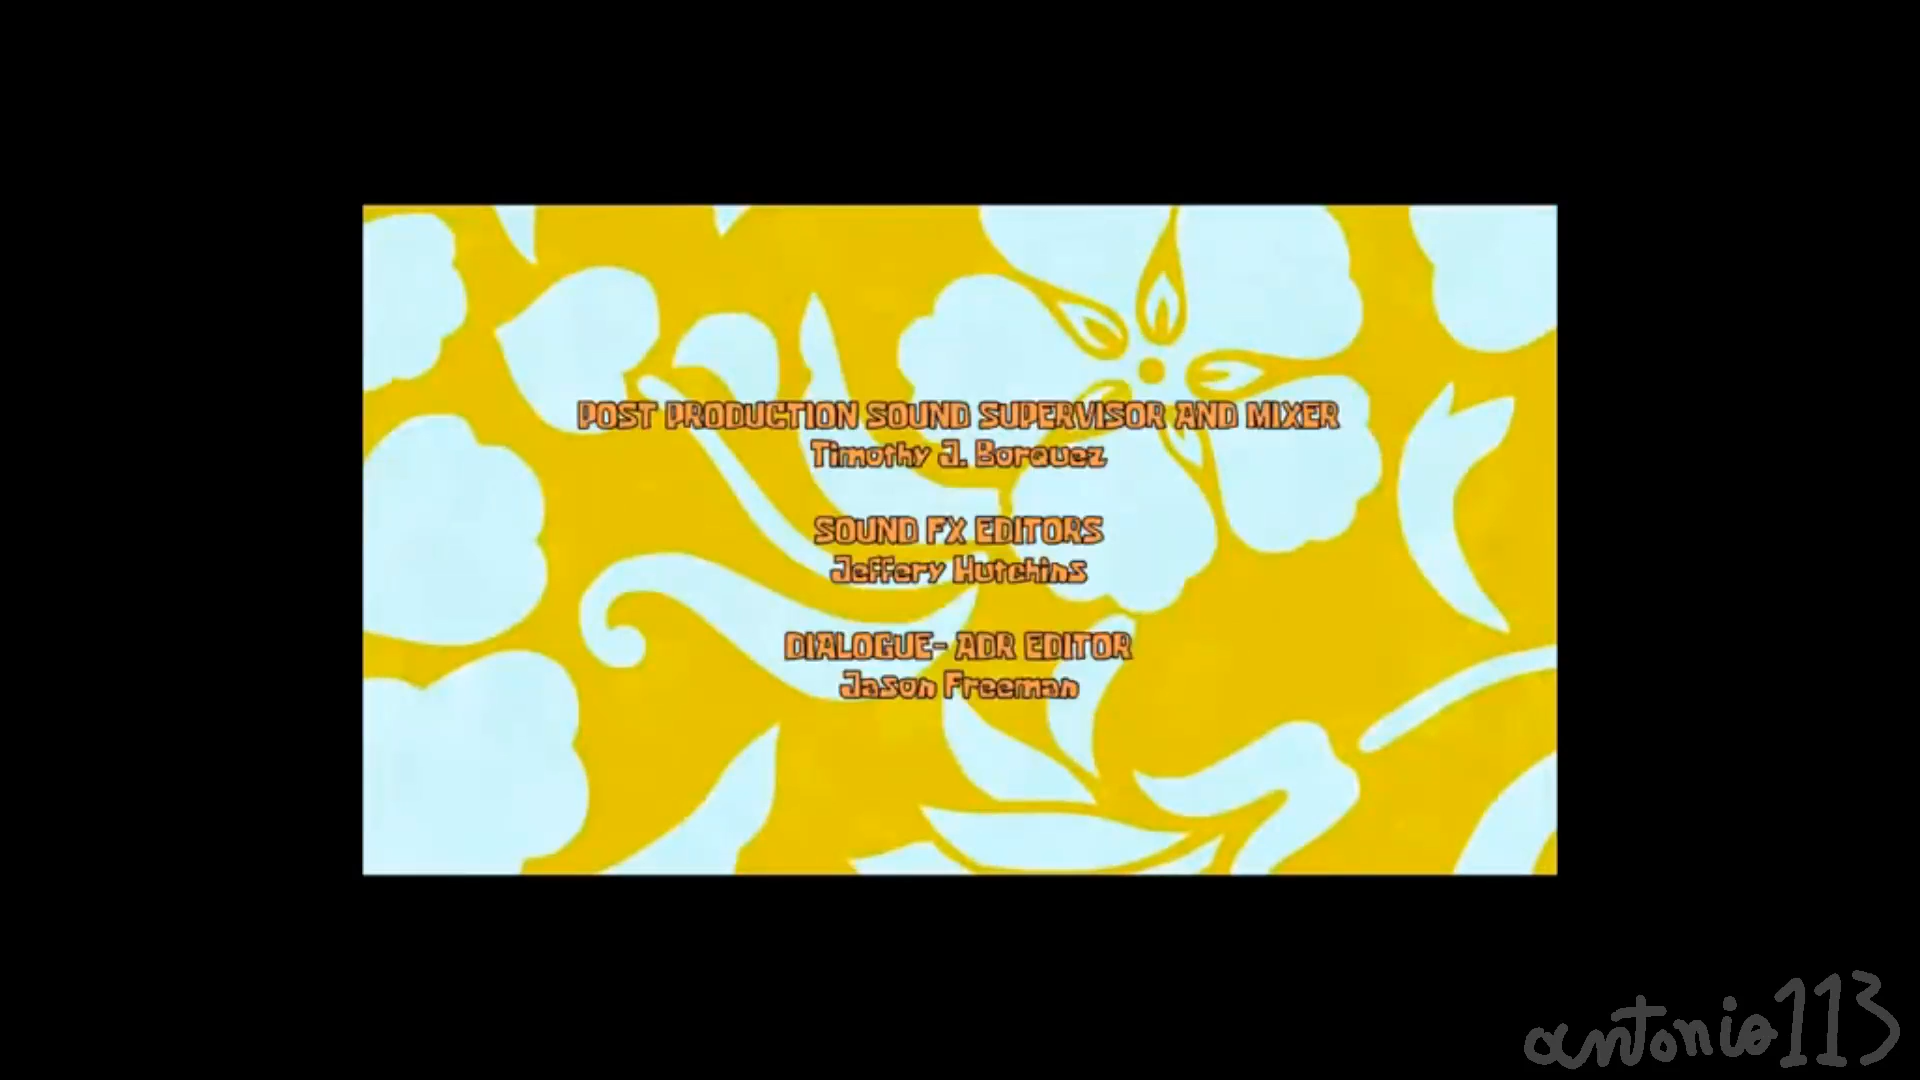 POST PRODUCTION SOUND SUPERVISOR AND MIXER
Timothy J. Borquez
SOUND FX EDITORS
Jeffery Hutchins
DIALOGUE- ADR EDITOR
Jason Freeman
antonio113